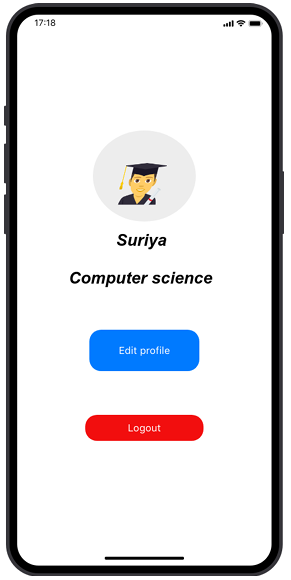 17:18
Suriya
Computer science
Edit profile
Logout